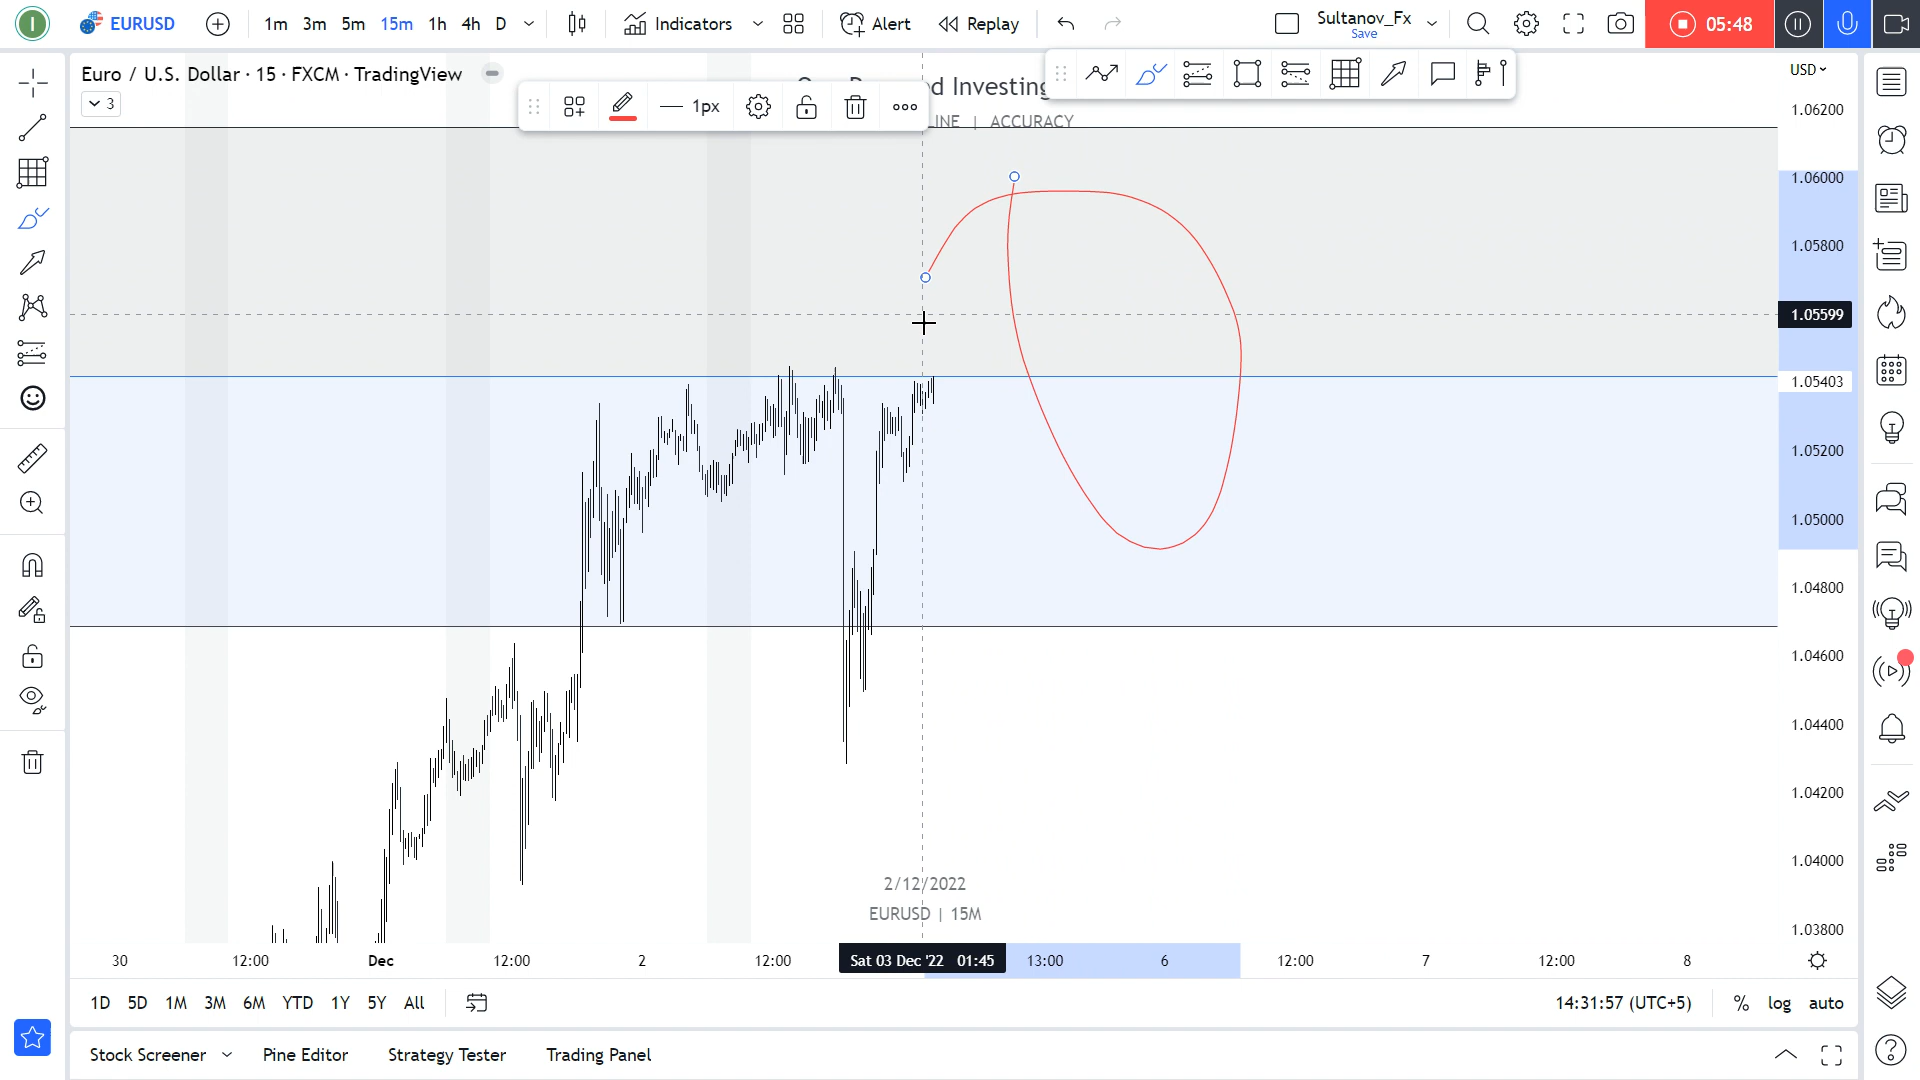 I
EURUSD
1m 3m 5m 15m 1h 4h D
Indicators
Alert
Replay
Sultanov_Fx
Save
05:48
Euro / U.S. Dollar · 15 · FXCM · TradingView
3
1px
d Investing
INE | ACCURACY
USD
1.06200
1.06000
1.05800
1.05599
1.05403
1.05200
1.05000
1.04800
1.04600
1.04400
1.04200
1.04000
1.03800
2/12/2022
EURUSD | 15M
30 12:00 Dec 12:00 2 12:00 Sat 03 Dec '22 01:45 13:00 6 12:00 7 12:00 8
1D 5D 1M 3M 6M YTD 1Y 5Y All
14:31:57 (UTC+5) % log auto
Stock Screener Pine Editor Strategy Tester Trading Panel